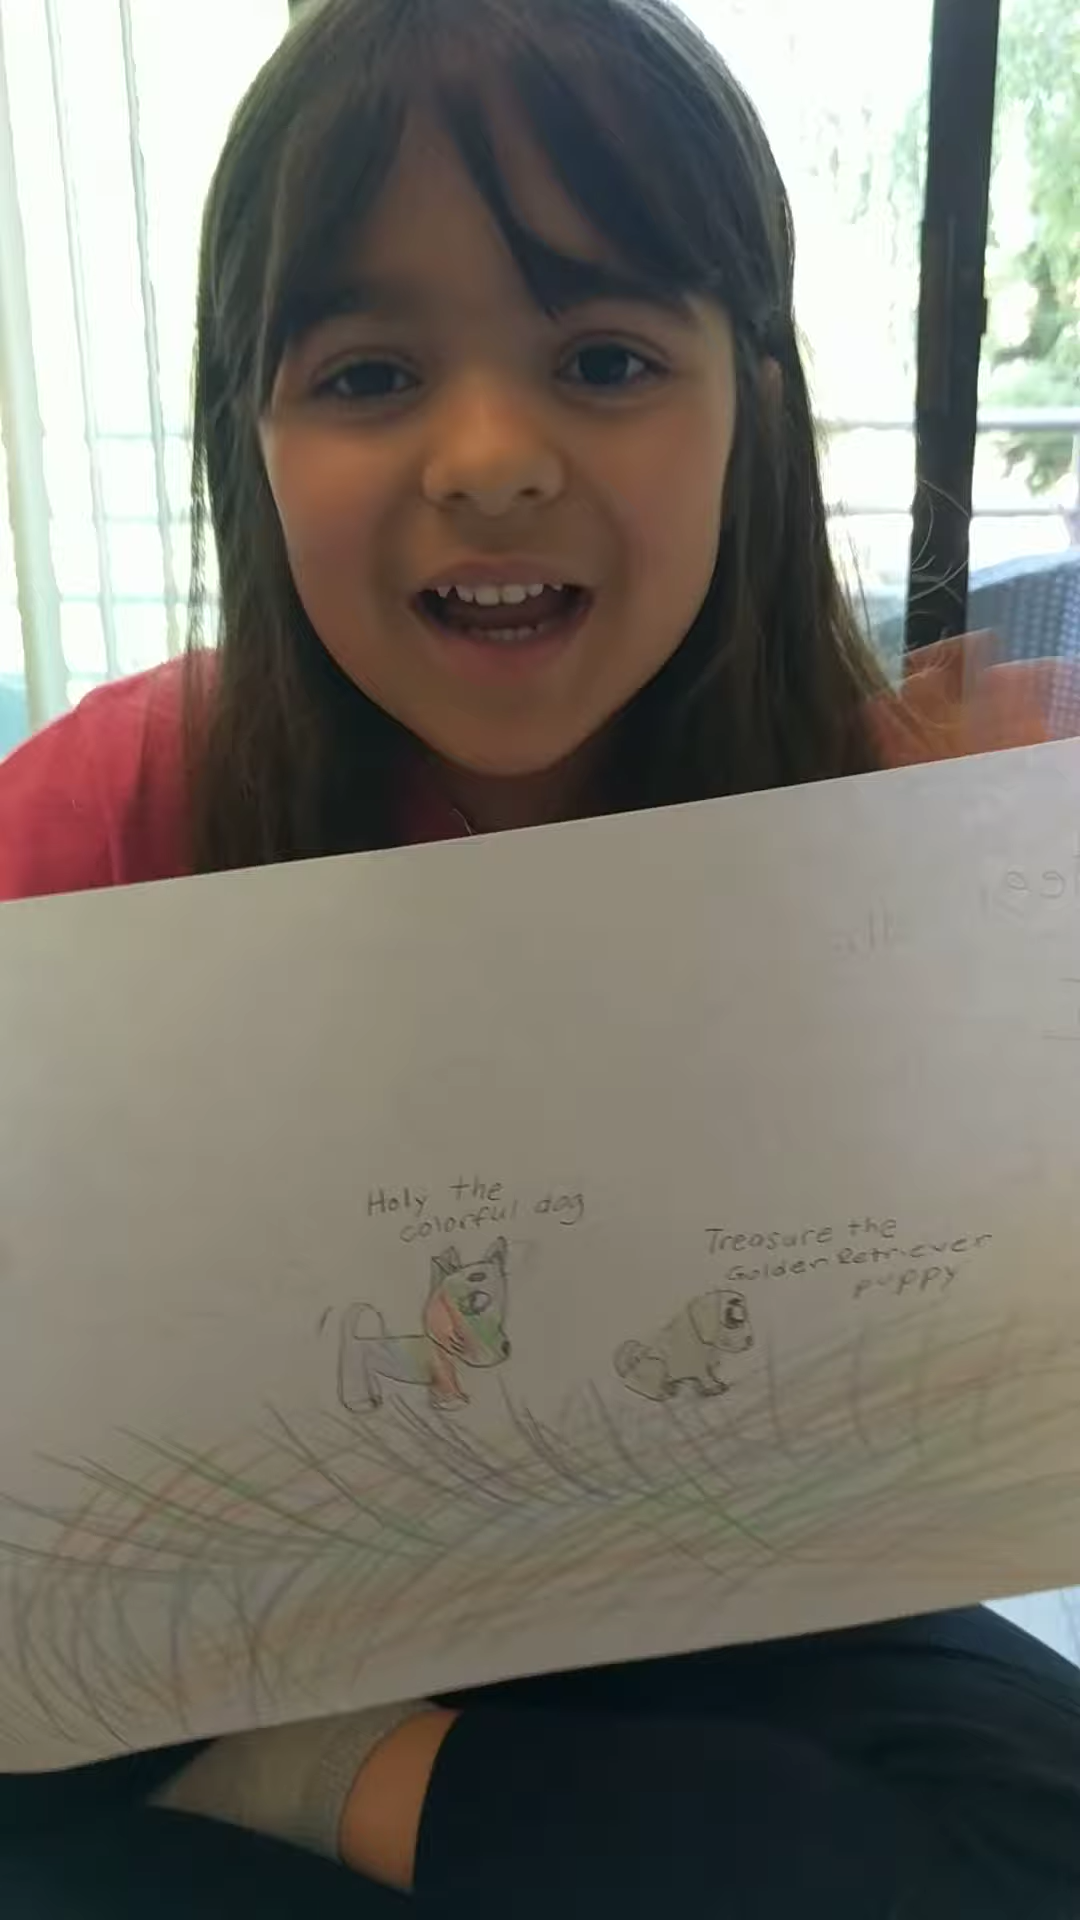 Holy the
colorful dog
Treasure the
Golden Retriever
puppy